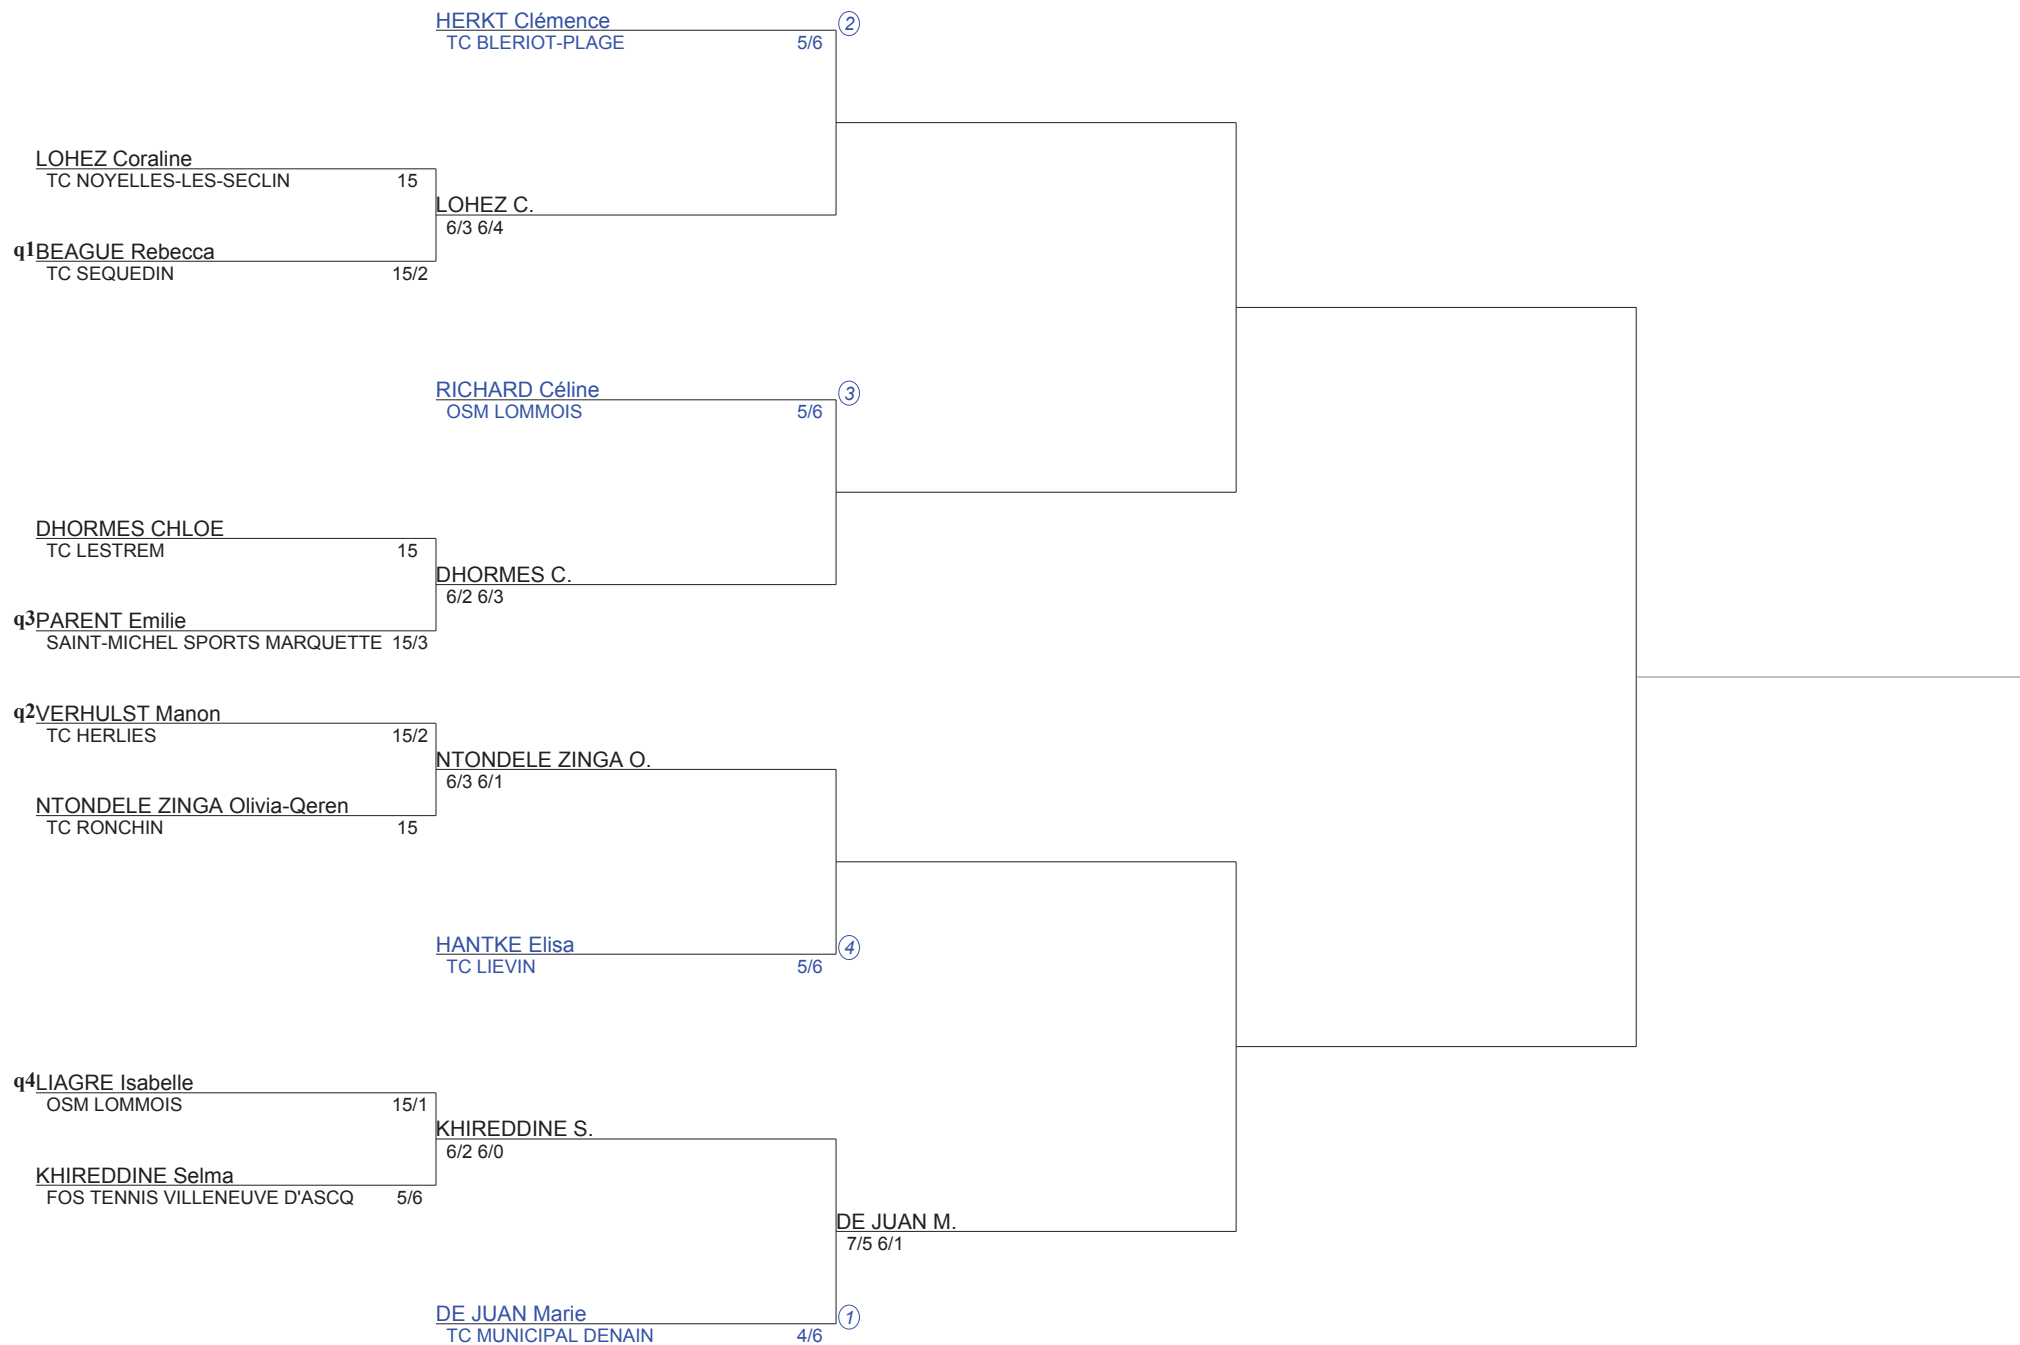 HERKT Clémence
2
TC BLERIOT-PLAGE 5/6
LOHEZ Coraline
TC NOYELLES-LES-SECLIN 15
LOHEZ C.
6/3 6/4
q1 BEAGUE Rebecca
TC SEQUEDIN 15/2
RICHARD Céline
3
OSM LOMMOIS 5/6
DHORMES CHLOE
TC LESTREM 15
DHORMES C.
6/2 6/3
q3 PARENT Emilie
SAINT-MICHEL SPORTS MARQUETTE 15/3
q2 VERHULST Manon
TC HERLIES 15/2
NTONDELE ZINGA O.
6/3 6/1
NTONDELE ZINGA Olivia-Qeren
TC RONCHIN 15
HANTKE Elisa
4
TC LIEVIN 5/6
q4 LIAGRE Isabelle
OSM LOMMOIS 15/1
KHIREDDINE S.
6/2 6/0
KHIREDDINE Selma
FOS TENNIS VILLENEUVE D'ASCQ 5/6
DE JUAN M.
7/5 6/1
DE JUAN Marie
1
TC MUNICIPAL DENAIN 4/6